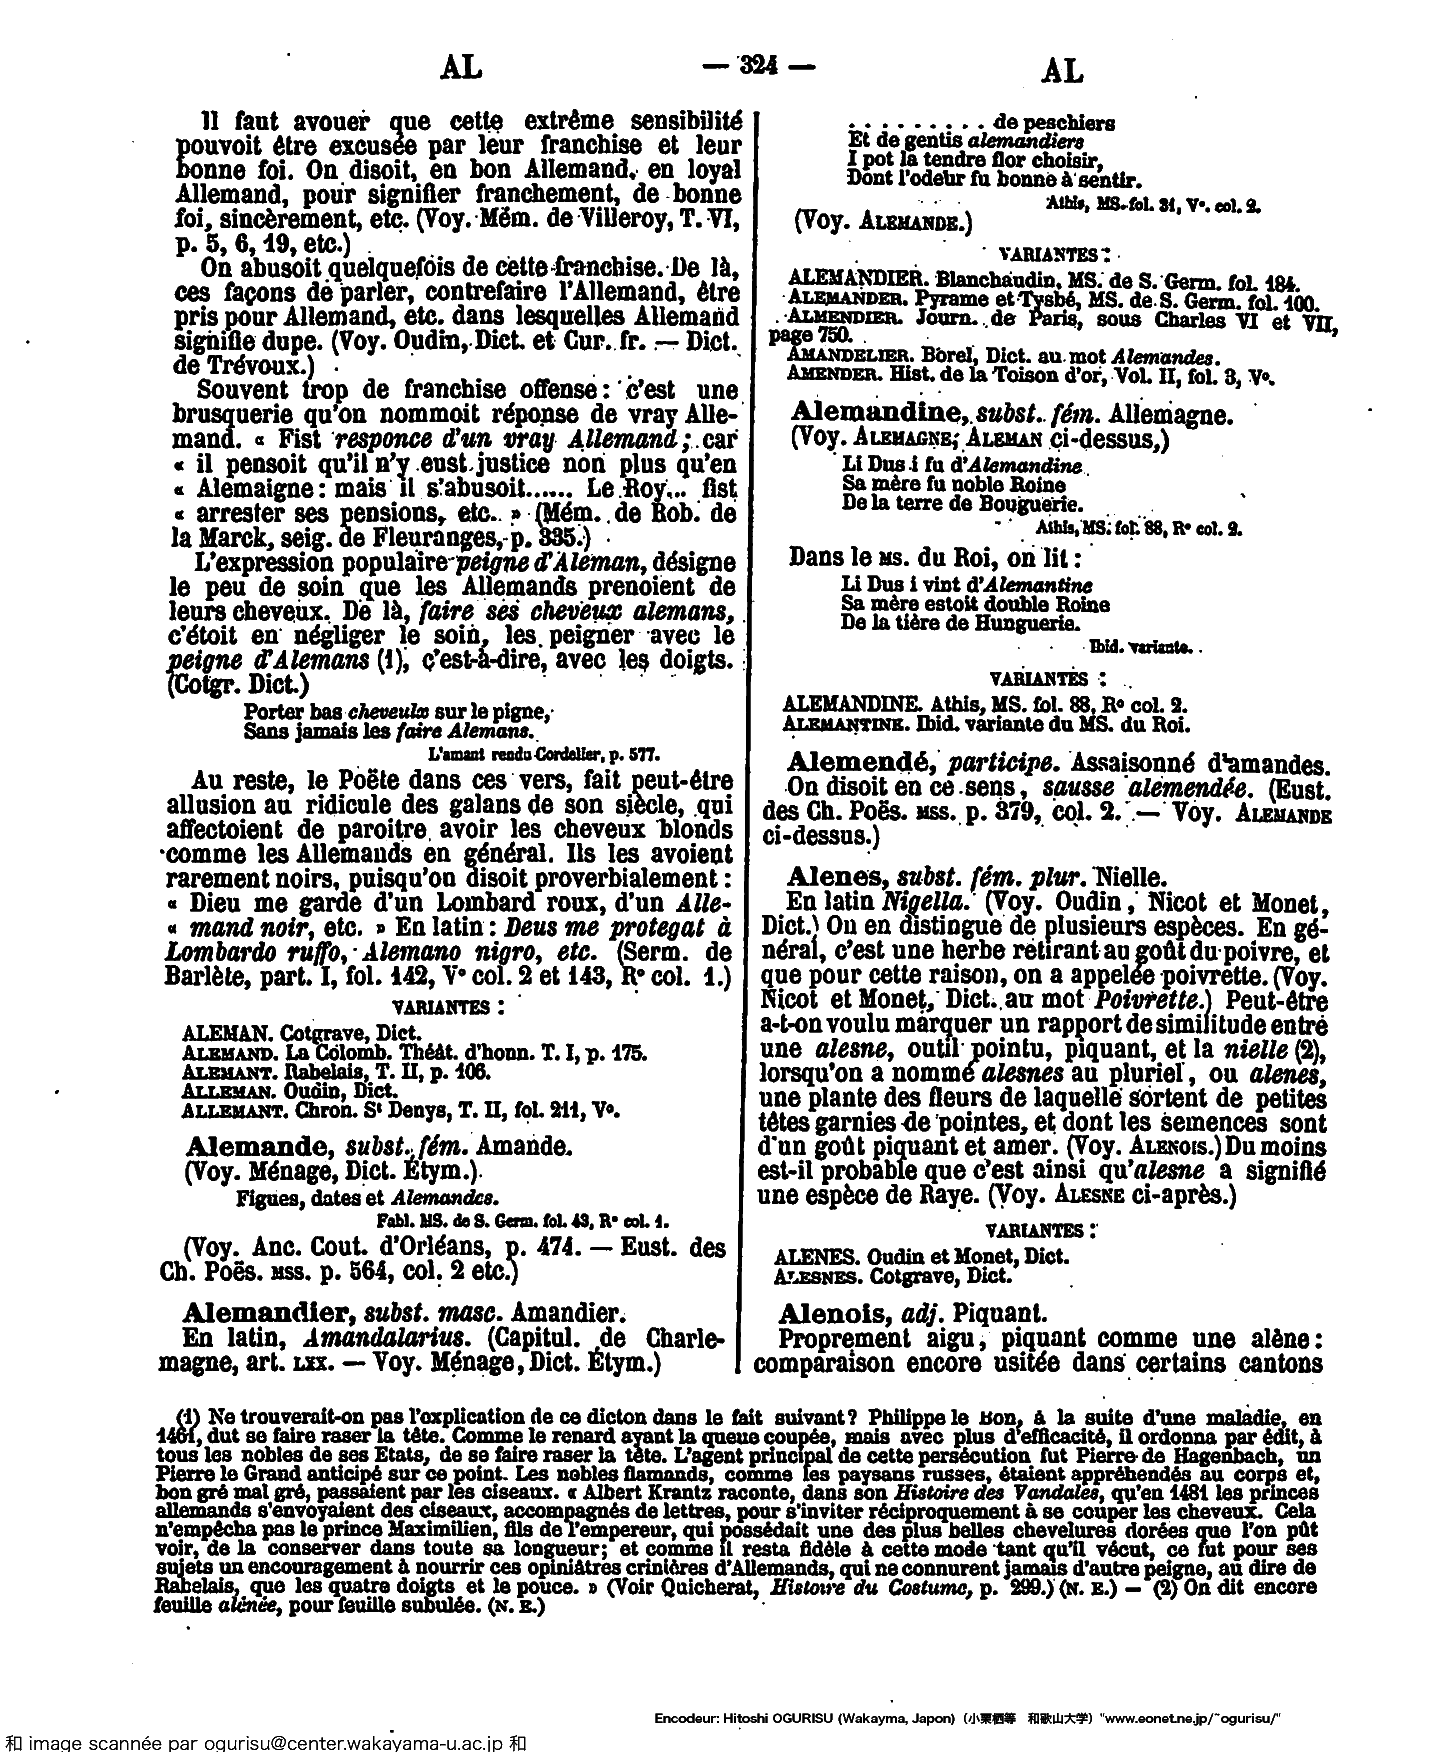 AL
— 324 —
AL
Il faut avouer que cette extrême sensibilité
pouvoit être excusée par leur franchise et leur
bonne foi. On disoit, en bon Allemand, en loyal
Allemand, pour signifier franchement, de bonne
foi, sincèrement, etc. (Voy. Mém. de Villeroy, T. VI,
p. 5, 6, 19, etc.)
On abusoit quelquefois de cette franchise. De là,
ces façons de parler, contrefaire l'Allemand, être
pris pour Allemand, etc. dans lesquelles Allemand
signifie dupe. (Voy. Oudin, Dict. et Cur. fr. — Dict.
de Trévoux.)
Souvent trop de franchise offense : c'est une
brusquerie qu'on nommoit réponse de vray Alle-
mand. « Fist responce d'un vray Allemand ; car
« il pensoit qu'il n'y eust justice non plus qu'en
« Alemaigne : mais il s'abusoit...... Le Roy... fist
« arrester ses pensions, etc. » (Mém. de Rob. de
la Marck, seig. de Fleuranges, p. 335.)
L'expression populaire peigne d'Aleman, désigne
le peu de soin que les Allemands prenoient de
leurs cheveux. De là, faire ses cheveux alemans,
c'étoit en négliger le soin, les peigner avec le
peigne d'Alemans (1), c'est-à-dire, avec les doigts.
(Cotgr. Dict.)
Porter bas cheveulx sur le pigne,
Sans jamais les faire Alemans.
L'amant rendu Cordelier, p. 577.
Au reste, le Poëte dans ces vers, fait peut-être
allusion au ridicule des galans de son siècle, qui
affectoient de paroitre avoir les cheveux blonds
comme les Allemands en général. Ils les avoient
rarement noirs, puisqu'on disoit proverbialement :
« Dieu me garde d'un Lombard roux, d'un Alle-
« mand noir, etc. » En latin : Deus me protegat à
Lombardo ruffo, Alemano nigro, etc. (Serm. de
Barlète, part. I, fol. 142, V° col. 2 et 143, R° col. 1.)
VARIANTES :
ALEMAN. Cotgrave, Dict.
ALEMAND. La Colomb. Théât. d'honn. T. I, p. 175.
ALEMANT. Rabelais, T. II, p. 106.
ALLEMAN. Oudin, Dict.
ALLEMANT. Chron. St Denys, T. II, fol. 211, V°.
Alemande, subst. fém. Amande.
(Voy. Ménage, Dict. Étym.)
Figues, dates et Alemandes.
Fabl. MS. de S. Germ. fol. 43, R° col. 1.
(Voy. Anc. Cout. d'Orléans, p. 474. — Eust. des
Ch. Poës. MSS. p. 564, col. 2 etc.)
Alemandier, subst. masc. Amandier.
En latin, Amandalarius. (Capitul. de Charle-
magne, art. LXX. — Voy. Ménage, Dict. Étym.)
. . . . . . . . . de peschiers
Et de gentis alemandiers
I pot la tendre flor choisir,
Dont l'odeur fu bonne à sentir.
Athis, MS. fol. 31, V°. col. 2.
(Voy. ALEMANDE.)
VARIANTES :
ALEMANDIER. Blanchaudin, MS. de S. Germ. fol. 184.
ALEMANDER. Pyrame et Tysbé, MS. de S. Germ. fol. 100.
ALMENDIER. Journ. de Paris, sous Charles VI et VII,
page 750.
AMANDELIER. Borel, Dict. au mot Alemandes.
AMENDER. Hist. de la Toison d'or, Vol. II, fol. 3, V°.
Alemandine, subst. fém. Allemagne.
(Voy. ALEMAGNE, ALEMAN ci-dessus,)
Li Dus i fu d'Alemandine
Sa mère fu noble Roine
De la terre de Bouguerie.
Athis, MS. fol. 88, R° col. 2.
Dans le MS. du Roi, on lit :
Li Dus i vint d'Alemantine
Sa mère estoit double Roine
De la tière de Hunguerie.
Ibid. variante.
VARIANTES :
ALEMANDINE. Athis, MS. fol. 88, R° col. 2.
ALEMANTINE. Ibid. variante du MS. du Roi.
Alemendé, participe. Assaisonné d'amandes.
On disoit en ce sens, sausse alemendée. (Eust.
des Ch. Poës. MSS. p. 379, col. 2. — Voy. ALEMANDE
ci-dessus.)
Alenes, subst. fém. plur. Nielle.
En latin Nigella. (Voy. Oudin, Nicot et Monet,
Dict.) On en distingue de plusieurs espèces. En gé-
néral, c'est une herbe retirant au goût du poivre, et
que pour cette raison, on a appelée poivrette. (Voy.
Nicot et Monet, Dict. au mot Poivrette.) Peut-être
a-t-on voulu marquer un rapport de similitude entre
une alesne, outil pointu, piquant, et la nielle (2),
lorsqu'on a nommé alesnes au pluriel, ou alenes,
une plante des fleurs de laquelle sortent de petites
têtes garnies de pointes, et dont les semences sont
d'un goût piquant et amer. (Voy. ALENOIS.) Du moins
est-il probable que c'est ainsi qu'alesne a signifié
une espèce de Raye. (Voy. ALESNE ci-après.)
VARIANTES :
ALENES. Oudin et Monet, Dict.
ALESNES. Cotgrave, Dict.
Alenois, adj. Piquant.
Proprement aigu, piquant comme une alène :
comparaison encore usitée dans certains cantons
(1) Ne trouverait-on pas l'explication de ce dicton dans le fait suivant ? Philippe le Bon, à la suite d'une maladie, en
1461, dut se faire raser la tête. Comme le renard ayant la queue coupée, mais avec plus d'efficacité, il ordonna par édit, à
tous les nobles de ses Etats, de se faire raser la tête. L'agent principal de cette persécution fut Pierre de Hagenbach, un
Pierre le Grand anticipé sur ce point. Les nobles flamands, comme les paysans russes, étaient appréhendés au corps et,
bon gré mal gré, passaient par les ciseaux. « Albert Krantz raconte, dans son Histoire des Vandales, qu'en 1481 les princes
allemands s'envoyaient des ciseaux, accompagnés de lettres, pour s'inviter réciproquement à se couper les cheveux. Cela
n'empêcha pas le prince Maximilien, fils de l'empereur, qui possédait une des plus belles chevelures dorées que l'on pût
voir, de la conserver dans toute sa longueur; et comme il resta fidèle à cette mode tant qu'il vécut, ce fut pour ses
sujets un encouragement à nourrir ces opiniâtres crinières d'Allemands, qui ne connurent jamais d'autre peigne, au dire de
Rabelais, que les quatre doigts et le pouce. » (Voir Quicherat, Histoire du Costume, p. 299.) (N. E.) — (2) On dit encore
feuille alénée, pour feuille subulée. (N. E.)
Encodeur: Hitoshi OGURISU (Wakayma, Japon) (小栗栖等 和歌山大学) "www.eonet.ne.jp/~ogurisu/"
和 image scannée par ogurisu@center.wakayama-u.ac.jp 和